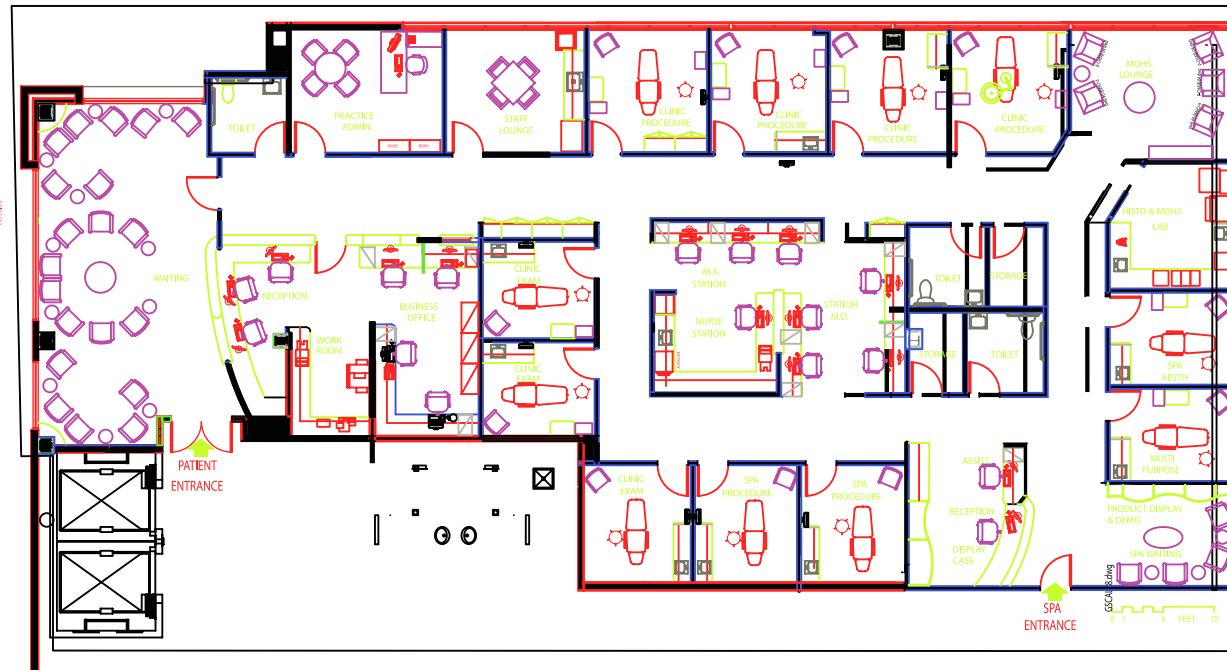 TOILET
PRACTICE
ADMIN.
STAFF
LOUNGE
CLINIC
PROCEDURE
CLINIC
PROCEDURE
CLINIC
PROCEDURE
CLINIC
PROCEDURE
MOHS
LOUNGE
WAITING
RECEPTION
BUSINESS
OFFICE
WORK
ROOM
CLINIC
EXAM
CLINIC
EXAM
M.A.
STATION
NURSE
STATION
STATION
M.D.
TOILET
STORAGE
STORAGE
TOILET
HISTO & MOHS
LAB
SPA
AESTH
MULTI
PURPOSE
PATIENT
ENTRANCE
CLINIC
EXAM
SPA
PROCEDURE
SPA
PROCEDURE
ASSIST
RECEPTION
DISPLAY
CASE
PRODUCT DISPLAY
& DEMO
SPA WAITING
SPA
ENTRANCE
0 1 5 FEET 10